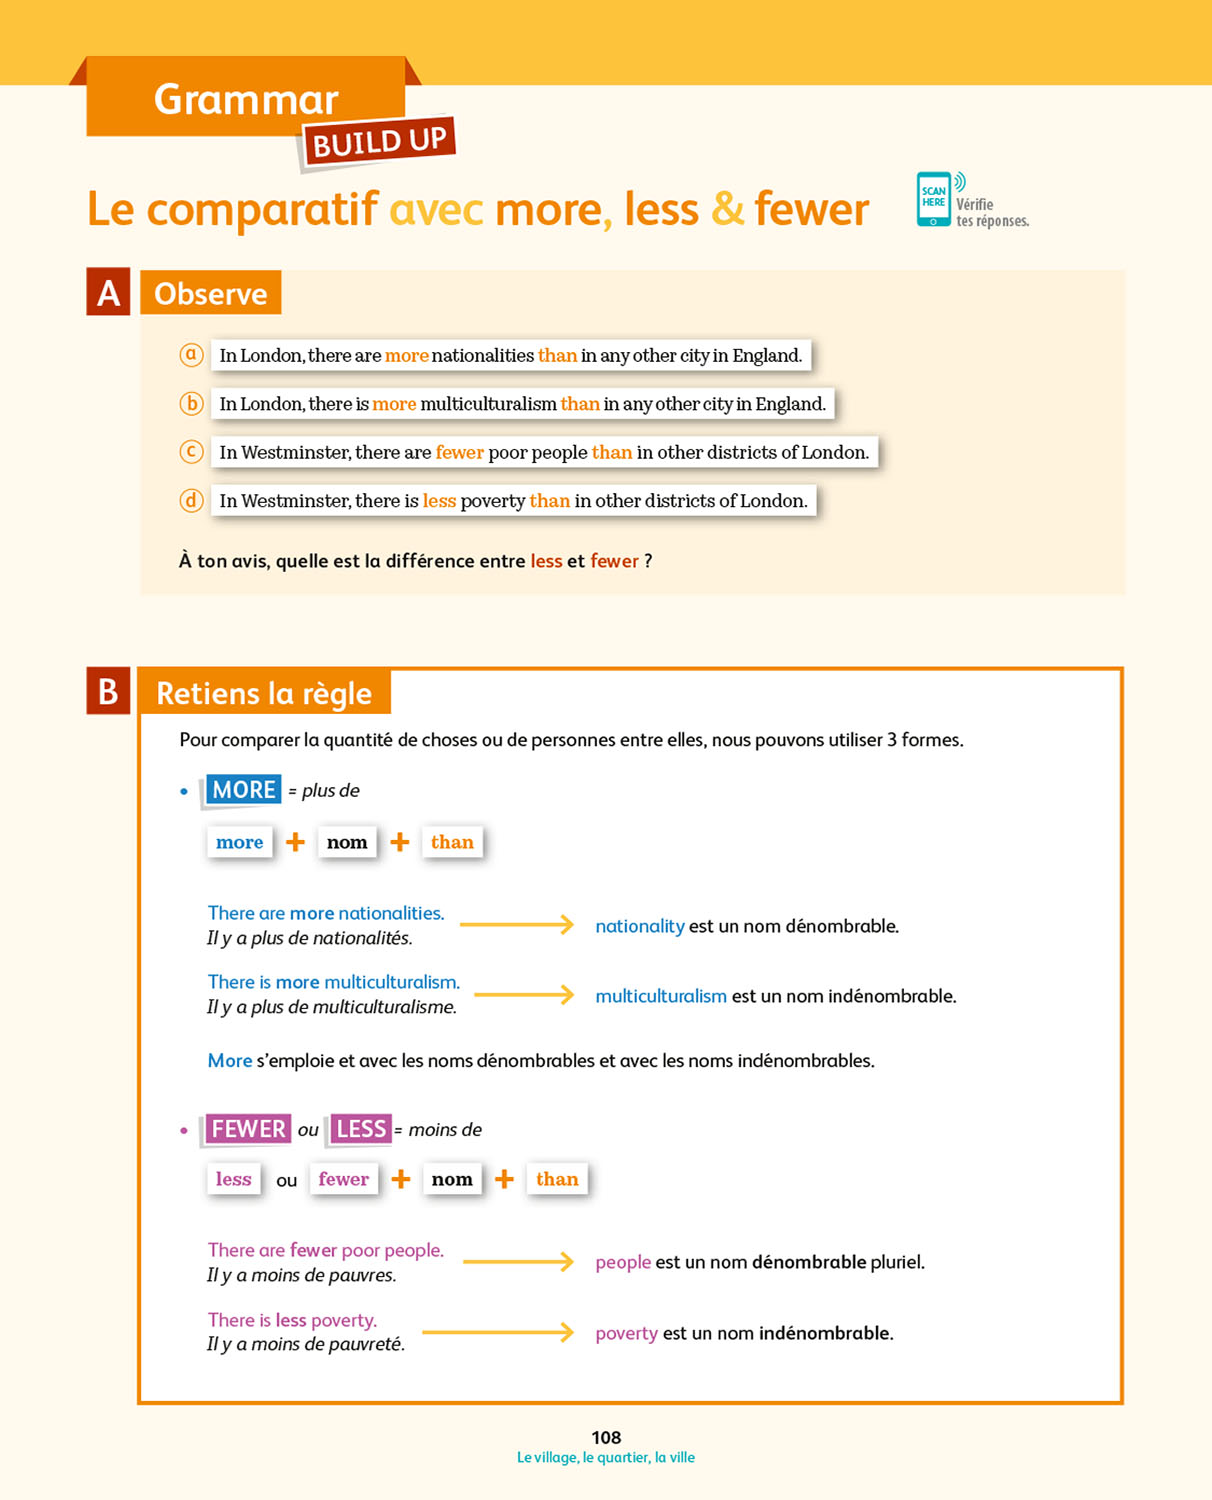 Grammar
BUILD UP
Le comparatif avec more, less & fewer
SCAN
HERE
Vérifie
tes réponses.
A Observe
a In London, there are more nationalities than in any other city in England.
b In London, there is more multiculturalism than in any other city in England.
c In Westminster, there are fewer poor people than in other districts of London.
d In Westminster, there is less poverty than in other districts of London.
À ton avis, quelle est la différence entre less et fewer ?
B Retiens la règle
Pour comparer la quantité de choses ou de personnes entre elles, nous pouvons utiliser 3 formes.
• MORE = plus de
more + nom + than
There are more nationalities.
Il y a plus de nationalités.
nationality est un nom dénombrable.
There is more multiculturalism.
Il y a plus de multiculturalisme.
multiculturalism est un nom indénombrable.
More s'emploie et avec les noms dénombrables et avec les noms indénombrables.
• FEWER ou LESS = moins de
less ou fewer + nom + than
There are fewer poor people.
Il y a moins de pauvres.
people est un nom dénombrable pluriel.
There is less poverty.
Il y a moins de pauvreté.
poverty est un nom indénombrable.
108
Le village, le quartier, la ville